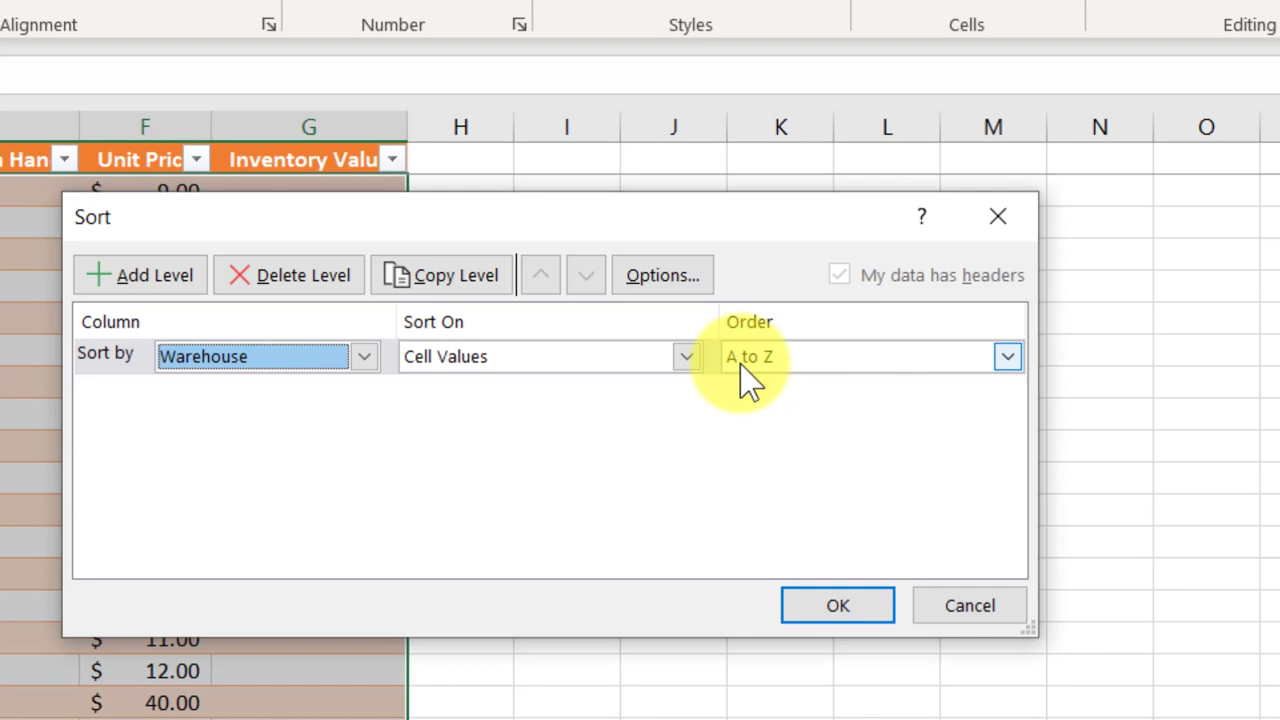 Alignment Number Styles Cells Editing
F G H I J K L M N O
Han Unit Pric Inventory Valu
$ 9.00
Sort ?
Add Level Delete Level Copy Level Options... My data has headers
Column Sort On Order
Sort by Warehouse Cell Values A to Z
OK Cancel
$ 11.00
$ 12.00
$ 40.00